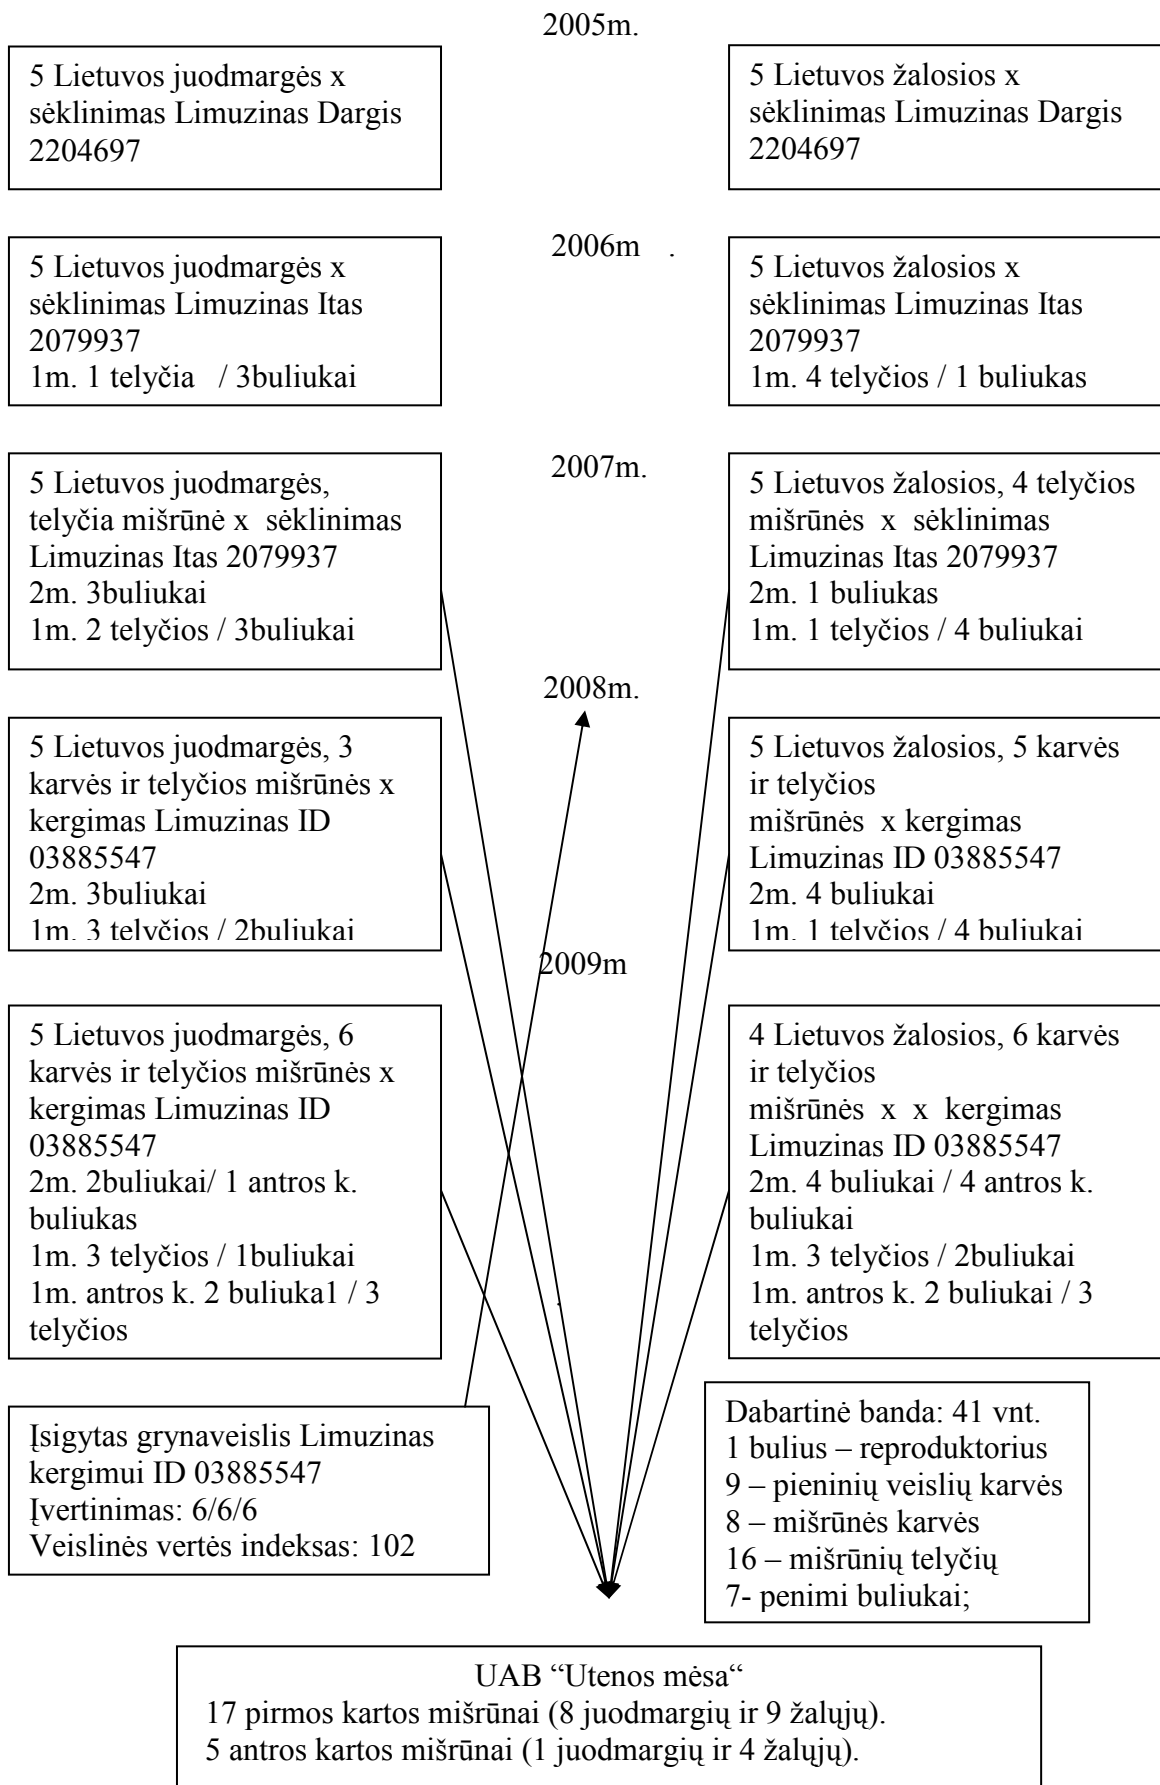 2005m.
5 Lietuvos juodmargės x
sėklinimas Limuzinas Dargis
2204697
5 Lietuvos žalosios x
sėklinimas Limuzinas Dargis
2204697
2006m .
5 Lietuvos juodmargės x
sėklinimas Limuzinas Itas
2079937
1m. 1 telyčia / 3buliukai
5 Lietuvos žalosios x
sėklinimas Limuzinas Itas
2079937
1m. 4 telyčios / 1 buliukas
2007m.
5 Lietuvos juodmargės,
telyčia mišrūnė x sėklinimas
Limuzinas Itas 2079937
2m. 3buliukai
1m. 2 telyčios / 3buliukai
5 Lietuvos žalosios, 4 telyčios
mišrūnės x sėklinimas
Limuzinas Itas 2079937
2m. 1 buliukas
1m. 1 telyčios / 4 buliukai
2008m.
5 Lietuvos juodmargės, 3
karvės ir telyčios mišrūnės x
kergimas Limuzinas ID
03885547
2m. 3buliukai
1m. 3 telyčios / 2buliukai
5 Lietuvos žalosios, 5 karvės
ir telyčios
mišrūnės x kergimas
Limuzinas ID 03885547
2m. 4 buliukai
1m. 1 telyčios / 4 buliukai
2009m
5 Lietuvos juodmargės, 6
karvės ir telyčios mišrūnės x
kergimas Limuzinas ID
03885547
2m. 2buliukai/ 1 antros k.
buliukas
1m. 3 telyčios / 1buliukai
1m. antros k. 2 buliuka1 / 3
telyčios
4 Lietuvos žalosios, 6 karvės
ir telyčios
mišrūnės x x kergimas
Limuzinas ID 03885547
2m. 4 buliukai / 4 antros k.
buliukai
1m. 3 telyčios / 2buliukai
1m. antros k. 2 buliukai / 3
telyčios
Įsigytas grynaveislis Limuzinas
kergimui ID 03885547
Įvertinimas: 6/6/6
Veislinės vertės indeksas: 102
Dabartinė banda: 41 vnt.
1 bulius – reproduktorius
9 – pieninių veislių karvės
8 – mišrūnės karvės
16 – mišrūnių telyčių
7- penimi buliukai;
UAB “Utenos mėsa“
17 pirmos kartos mišrūnai (8 juodmargių ir 9 žalųjų).
5 antros kartos mišrūnai (1 juodmargių ir 4 žalųjų).